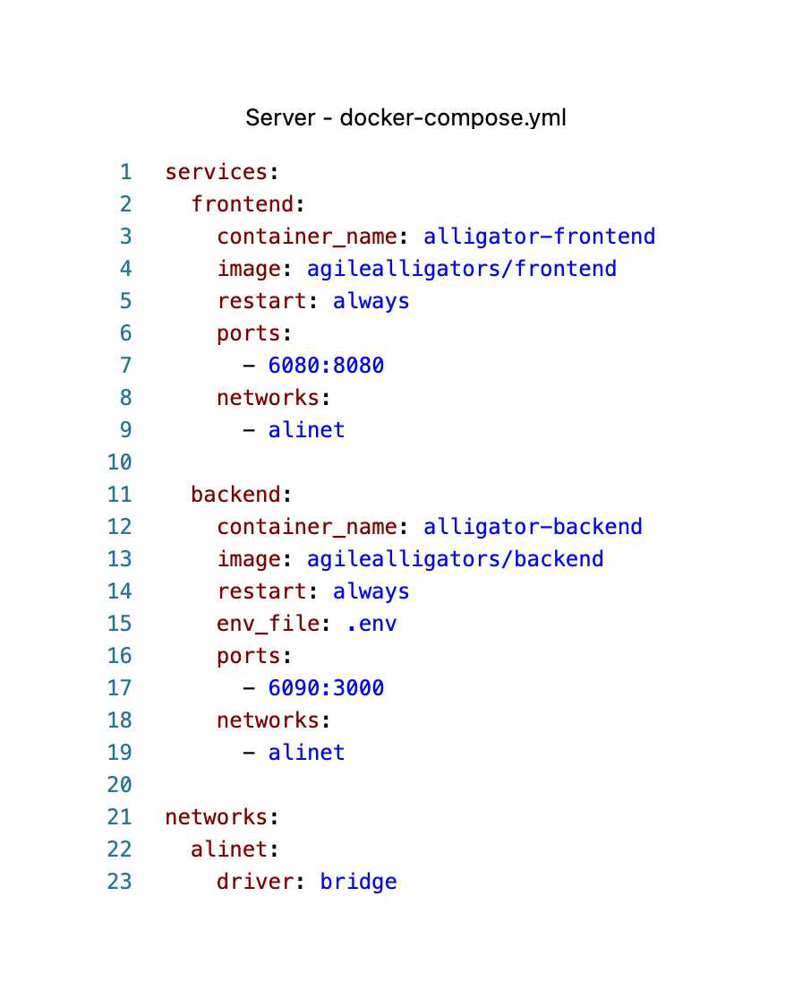 Server - docker-compose.yml
1 services:
2   frontend:
3     container_name: alligator-frontend
4     image: agilealligators/frontend
5     restart: always
6     ports:
7       - 6080:8080
8     networks:
9       - alinet
10
11   backend:
12     container_name: alligator-backend
13     image: agilealligators/backend
14     restart: always
15     env_file: .env
16     ports:
17       - 6090:3000
18     networks:
19       - alinet
20
21 networks:
22   alinet:
23     driver: bridge